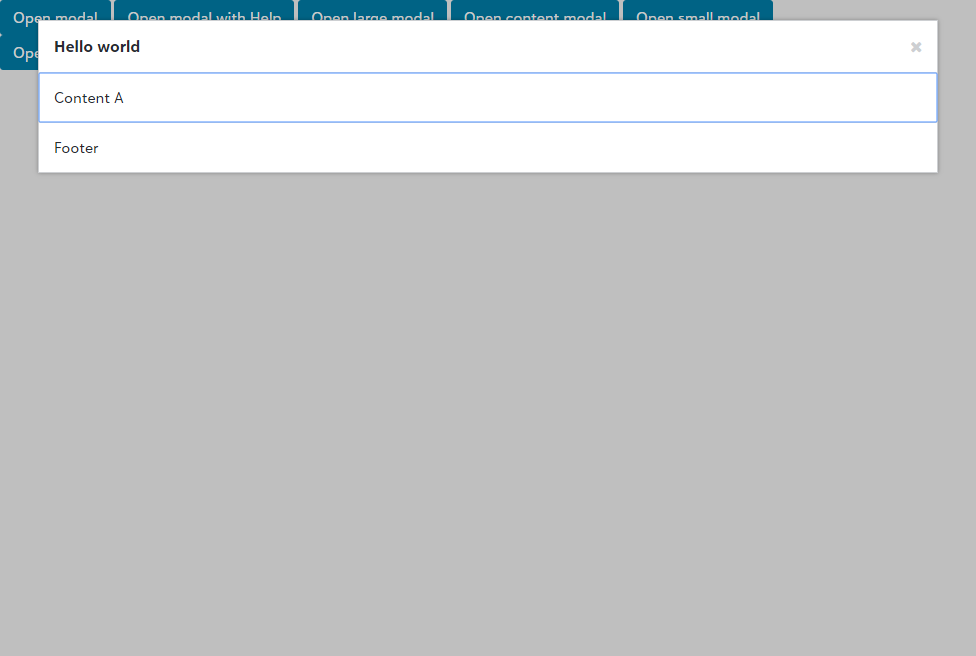 Open modal Open modal with Help Open large modal Open content modal Open small modal
Hello world
Content A
Footer